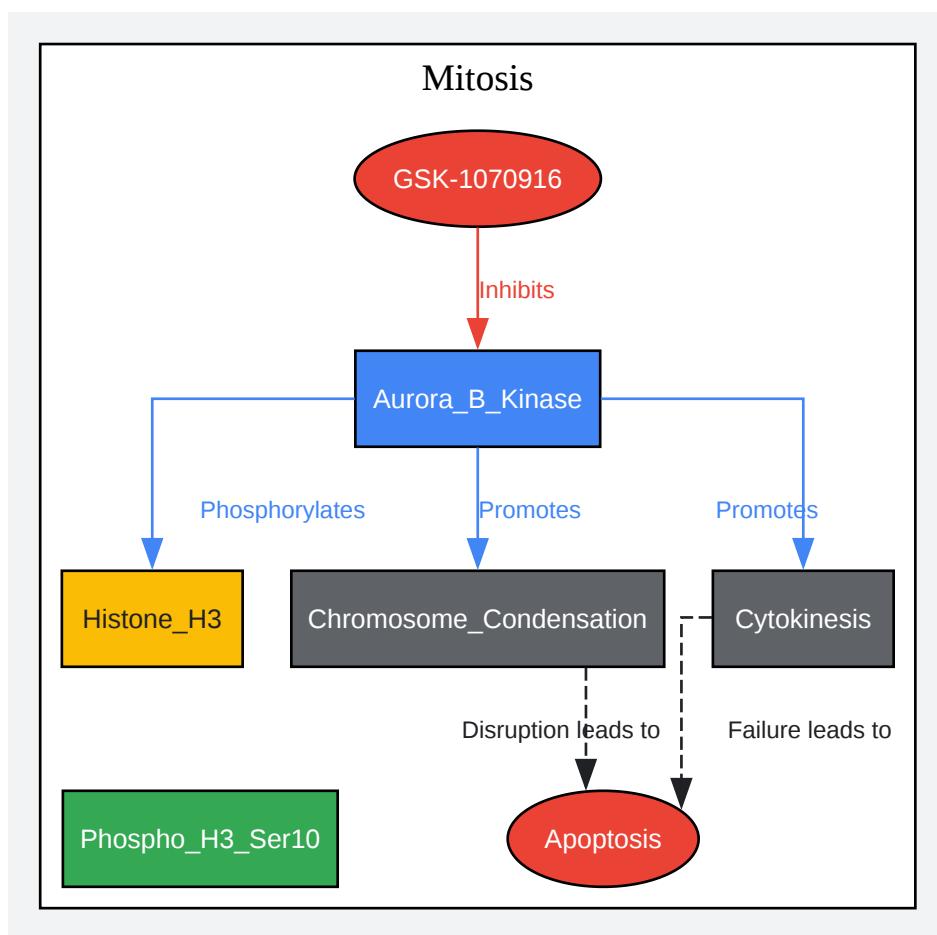 Mitosis
GSK-1070916
Inhibits
Aurora_B_Kinase
Phosphorylates
Promotes
Promotes
Histone_H3
Chromosome_Condensation
Cytokinesis
Disruption leads to
Failure leads to
Phospho_H3_Ser10
Apoptosis